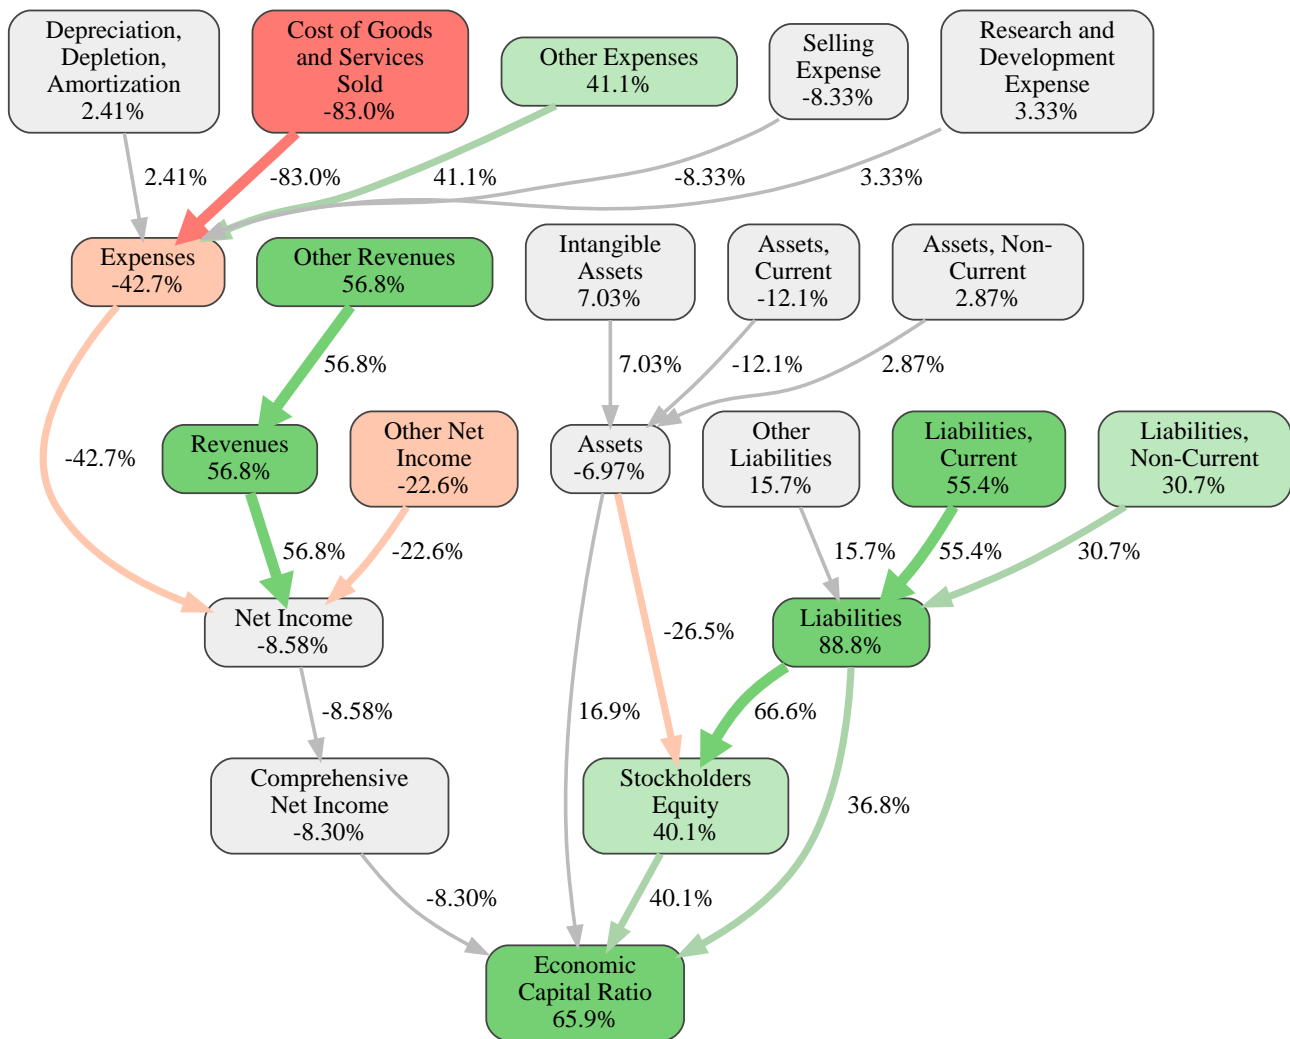 Depreciation,
Depletion,
Amortization
2.41%
Cost of Goods
and Services
Sold
-83.0%
Other Expenses
41.1%
Selling
Expense
-8.33%
Research and
Development
Expense
3.33%
2.41%
-83.0%
41.1%
-8.33%
3.33%
Expenses
-42.7%
Other Revenues
56.8%
Intangible
Assets
7.03%
Assets,
Current
-12.1%
Assets, Non-
Current
2.87%
56.8%
7.03%
-12.1%
2.87%
Revenues
56.8%
Other Net
Income
-22.6%
Assets
-6.97%
Other
Liabilities
15.7%
Liabilities,
Current
55.4%
Liabilities,
Non-Current
30.7%
-42.7%
56.8%
-22.6%
15.7%
55.4%
30.7%
Net Income
-8.58%
-26.5%
Liabilities
88.8%
-8.58%
16.9%
66.6%
Comprehensive
Net Income
-8.30%
Stockholders
Equity
40.1%
36.8%
-8.30%
40.1%
Economic
Capital Ratio
65.9%